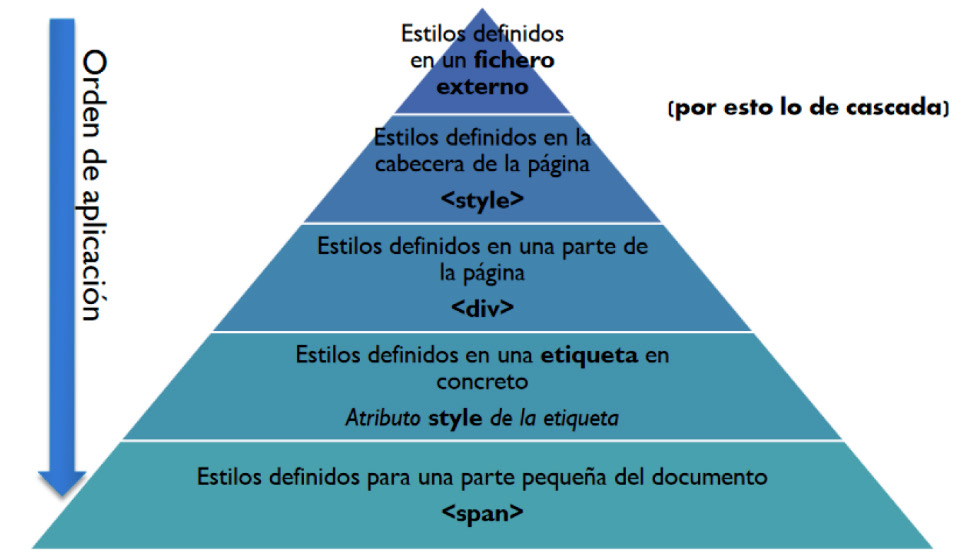 Orden de aplicación
Estilos definidos
en un fichero
externo
(por esto lo de cascada)
Estilos definidos en la
cabecera de la página
<style>
Estilos definidos en una parte de
la página
<div>
Estilos definidos en una etiqueta en
concreto
Atributo style de la etiqueta
Estilos definidos para una parte pequeña del documento
<span>